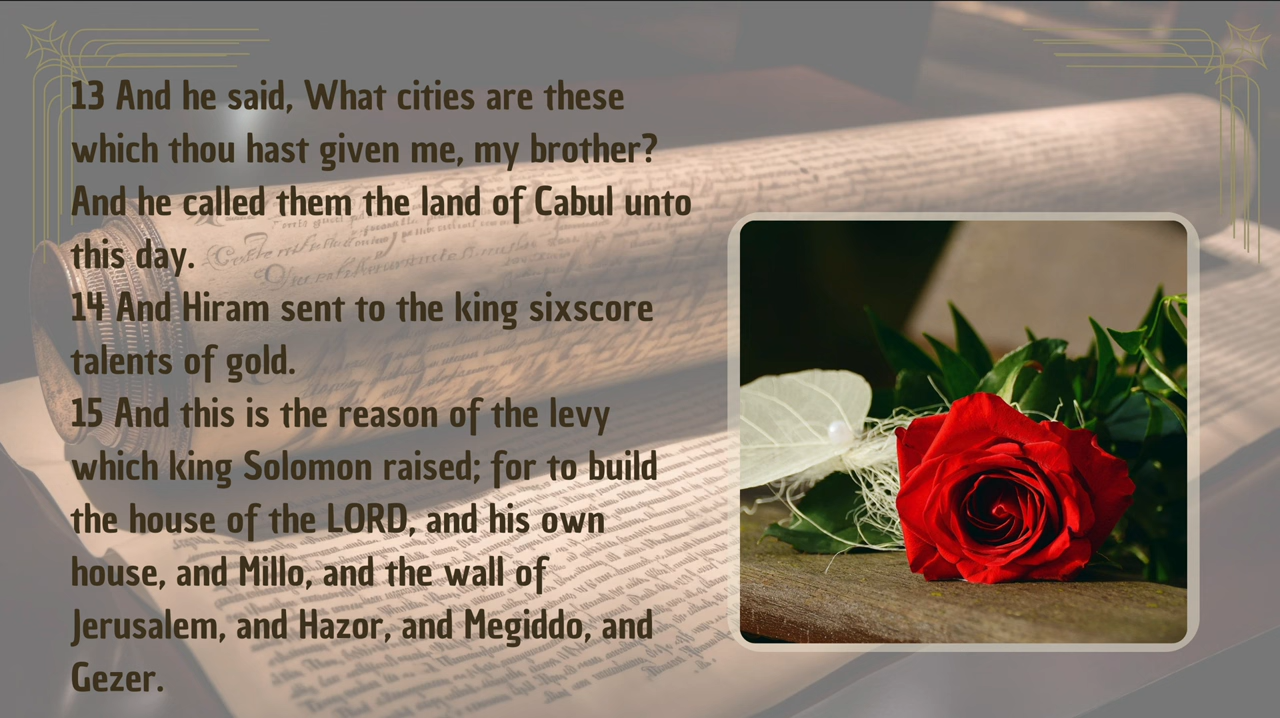 13 And he said, What cities are these
which thou hast given me, my brother?
And he called them the land of Cabul unto
this day.
14 And Hiram sent to the king sixscore
talents of gold.
15 And this is the reason of the levy
which king Solomon raised; for to build
the house of the LORD, and his own
house, and Millo, and the wall of
Jerusalem, and Hazor, and Megiddo, and
Gezer.